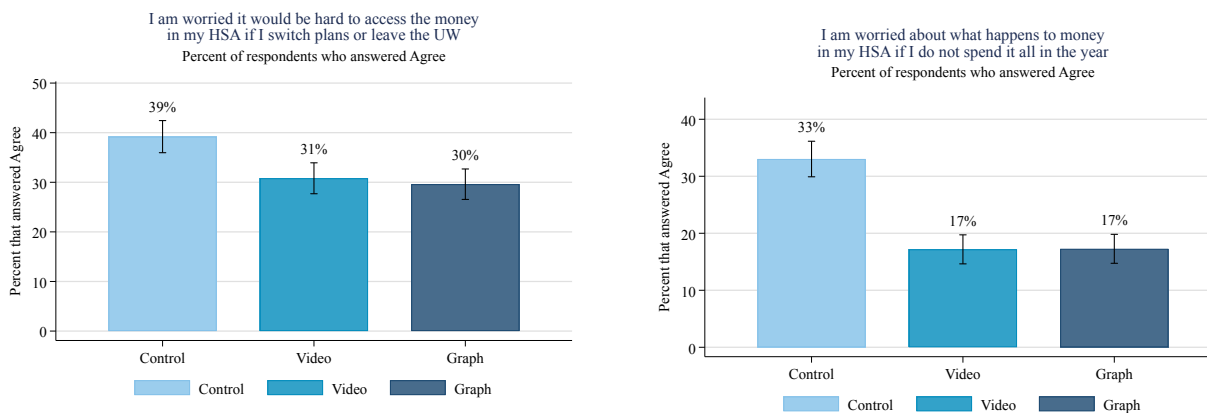 I am worried it would be hard to access the money
in my HSA if I switch plans or leave the UW
Percent of respondents who answered Agree
Percent that answered Agree
50
40
30
20
10
0
39%
31%
30%
Control
Video
Graph
Control
Video
Graph
I am worried about what happens to money
in my HSA if I do not spend it all in the year
Percent of respondents who answered Agree
Percent that answered Agree
40
30
20
10
0
33%
17%
17%
Control
Video
Graph
Control
Video
Graph